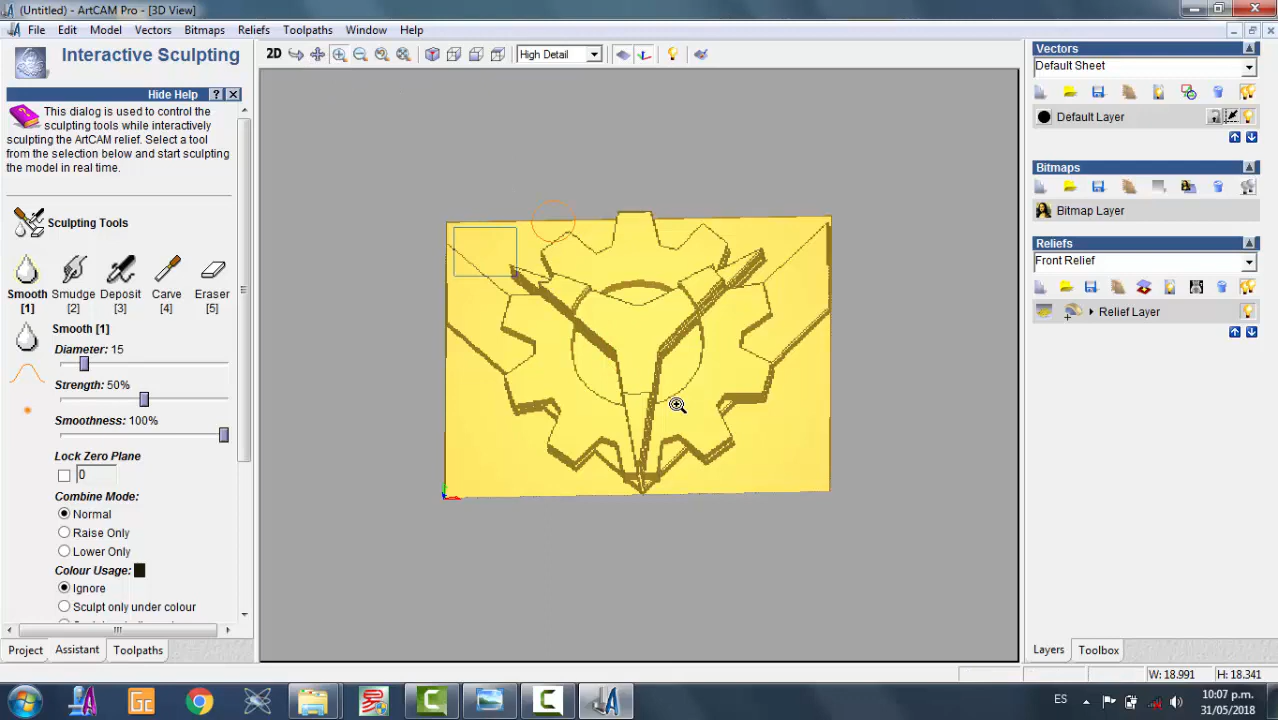 (Untitled) - ArtCAM Pro - [3D View]
File Edit Model Vectors Bitmaps Reliefs Toolpaths Window Help
Interactive Sculpting
2D
High Detail
Hide Help ?
This dialog is used to control the
sculpting tools while interactively
sculpting the ArtCAM relief. Select a tool
from the selection below and start sculpting
the model in real time.
Sculpting Tools
Smooth Smudge Deposit Carve Eraser
[1] [2] [3] [4] [5]
Smooth [1]
Diameter: 15
Strength: 50%
Smoothness: 100%
Lock Zero Plane
0
Combine Mode:
Normal
Raise Only
Lower Only
Colour Usage:
Ignore
Sculpt only under colour
Project Assistant Toolpaths
Vectors
Default Sheet
Default Layer
Bitmaps
Bitmap Layer
Reliefs
Front Relief
Relief Layer
Layers Toolbox
W: 18.991 H: 18.341
ES
10:07 p.m.
31/05/2018